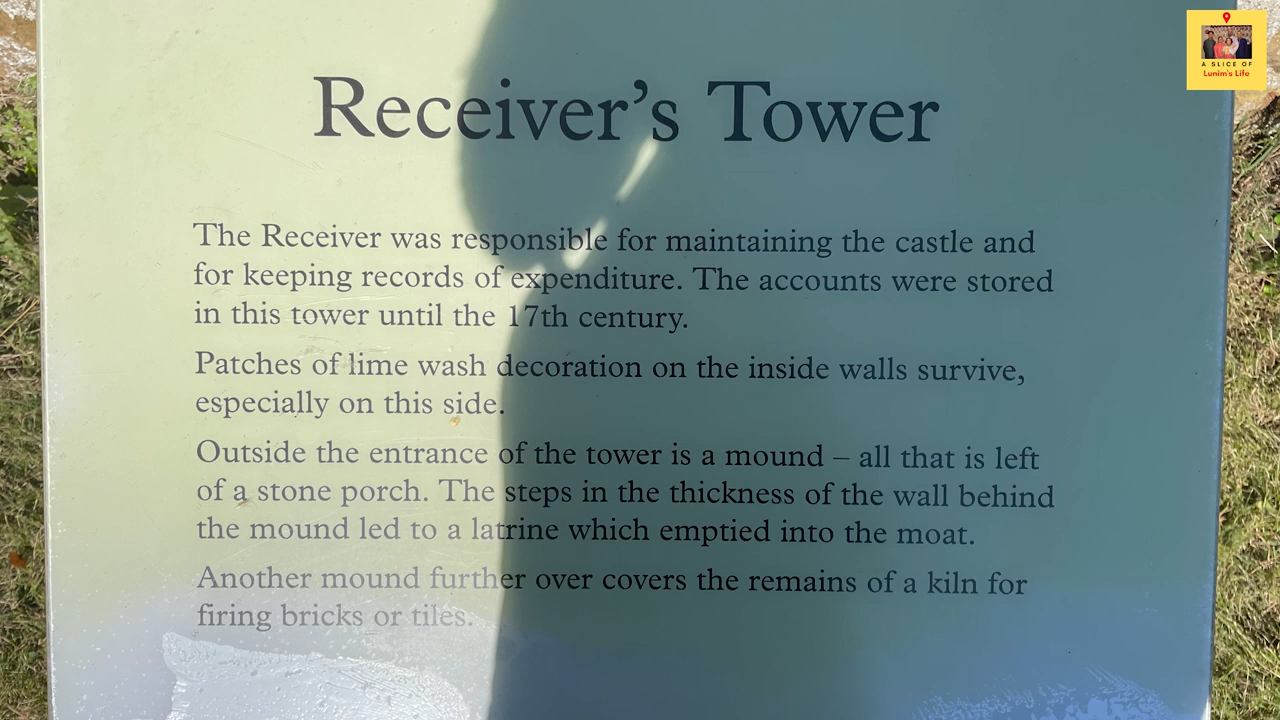 Receiver's Tower
The Receiver was responsible for maintaining the castle and
for keeping records of expenditure. The accounts were stored
in this tower until the 17th century.
Patches of lime wash decoration on the inside walls survive,
especially on this side.
Outside the entrance of the tower is a mound – all that is left
of a stone porch. The steps in the thickness of the wall behind
the mound led to a latrine which emptied into the moat.
Another mound further over covers the remains of a kiln for
firing bricks or tiles.
A SLICE OF
Lunim's Life